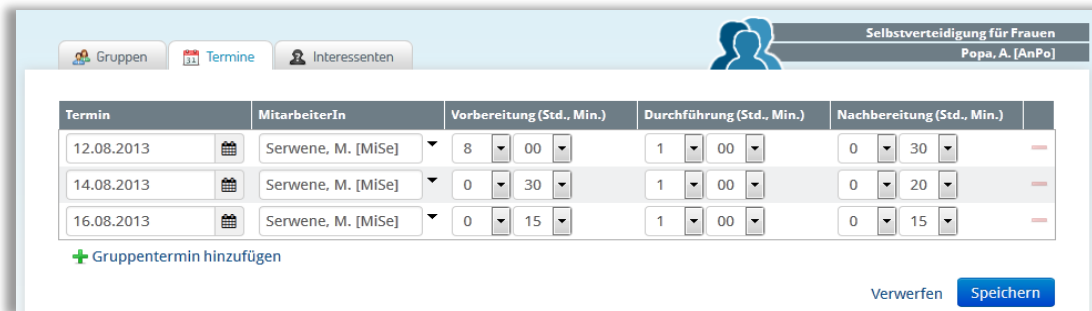 Selbstverteidigung für Frauen
Popa, A. [AnPo]
Gruppen 31 Termine Interessenten
Termin MitarbeiterIn Vorbereitung (Std., Min.) Durchführung (Std., Min.) Nachbereitung (Std., Min.)
12.08.2013 Serwene, M. [MiSe] 8 00 1 00 0 30
14.08.2013 Serwene, M. [MiSe] 0 30 1 00 0 20
16.08.2013 Serwene, M. [MiSe] 0 15 1 00 0 15
Gruppentermin hinzufügen
Verwerfen Speichern